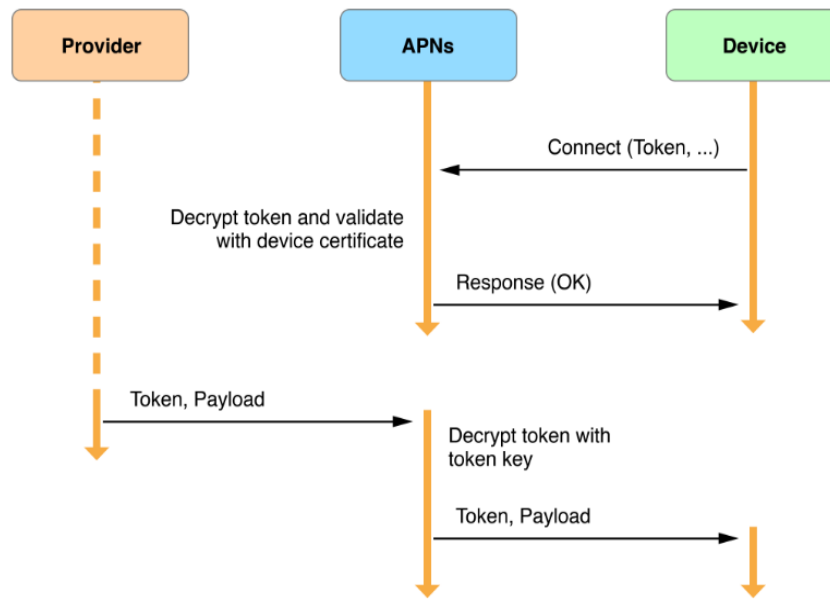 Provider
APNs
Device
Connect (Token, ...)
Decrypt token and validate
with device certificate
Response (OK)
Token, Payload
Decrypt token with
token key
Token, Payload